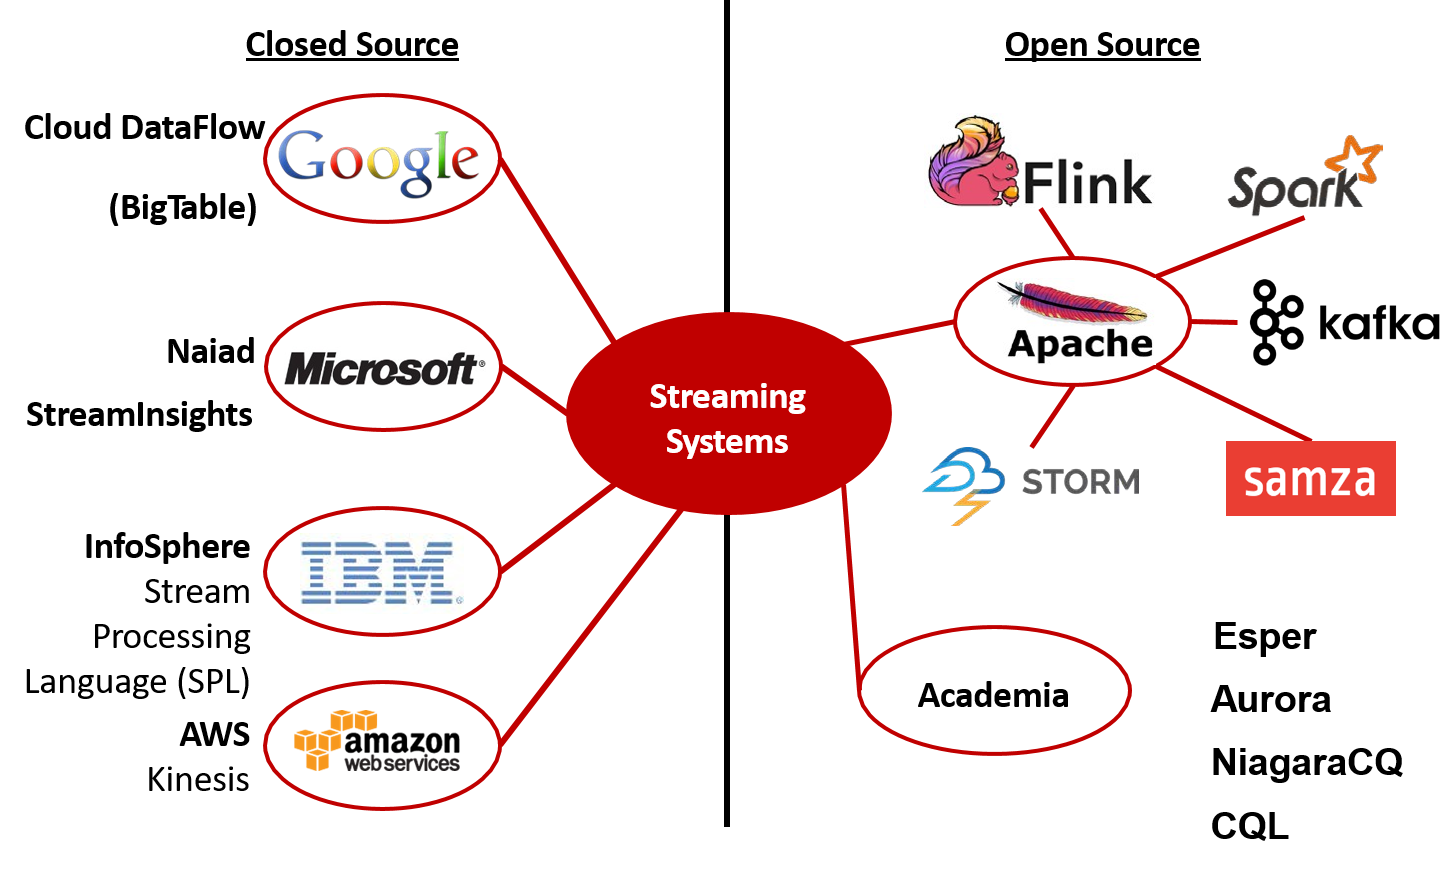 Closed Source
Open Source
Cloud DataFlow
(BigTable)
Google
Flink
Spark
Naiad
StreamInsights
Microsoft®
Streaming
Systems
Apache
kafka
STORM
samza
InfoSphere
Stream
Processing
Language (SPL)
IBM®
AWS
Kinesis
amazon
webservices
Academia
Esper
Aurora
NiagaraCQ
CQL